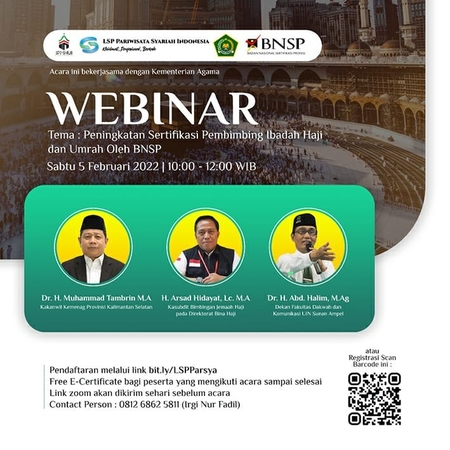 LSP PARIWISATA SYARIAH INDONESIA
BNSP
Acara ini bekerjasama dengan Kementerian Agama
WEBINAR
Tema : Peningkatan Sertifikasi Pembimbing Ibadah Haji
dan Umrah Oleh BNSP
Sabtu 5 Februari 2022 | 10:00 - 12:00 WIB
Dr. H. Muhammad Tambrin M.A
Kakanwil Kemenag Provinsi Kalimantan Selatan
H. Arsad Hidayat, Lc. M.A
Kasubdit Bimbingan Jemaah Haji
pada Direktorat Bina Haji
Dr. H. Abd. Halim, M.Ag
Dekan Fakultas Dakwah dan
Komunikasi UIN Sunan Ampel
Pendaftaran melalui link bit.ly/LSPParsya
Free E-Certificate bagi peserta yang mengikuti acara sampai selesai
Link zoom akan dikirim sehari sebelum acara
Contact Person : 0812 6862 5811 (Irgi Nur Fadil)
atau
Registrasi Scan
Barcode ini :